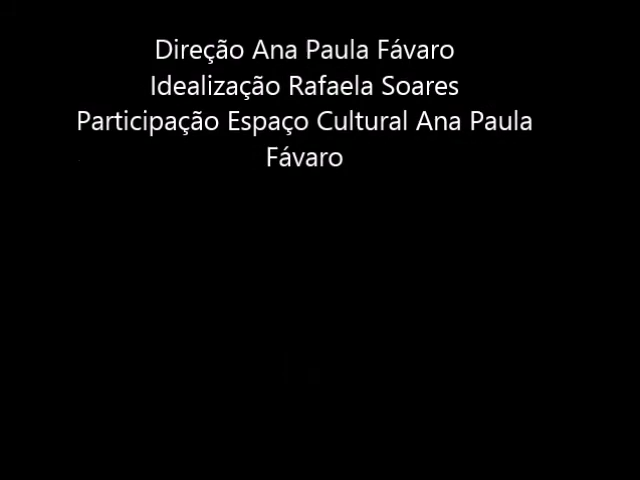 Direção Ana Paula Fávaro
Idealização Rafaela Soares
Participação Espaço Cultural Ana Paula
Fávaro